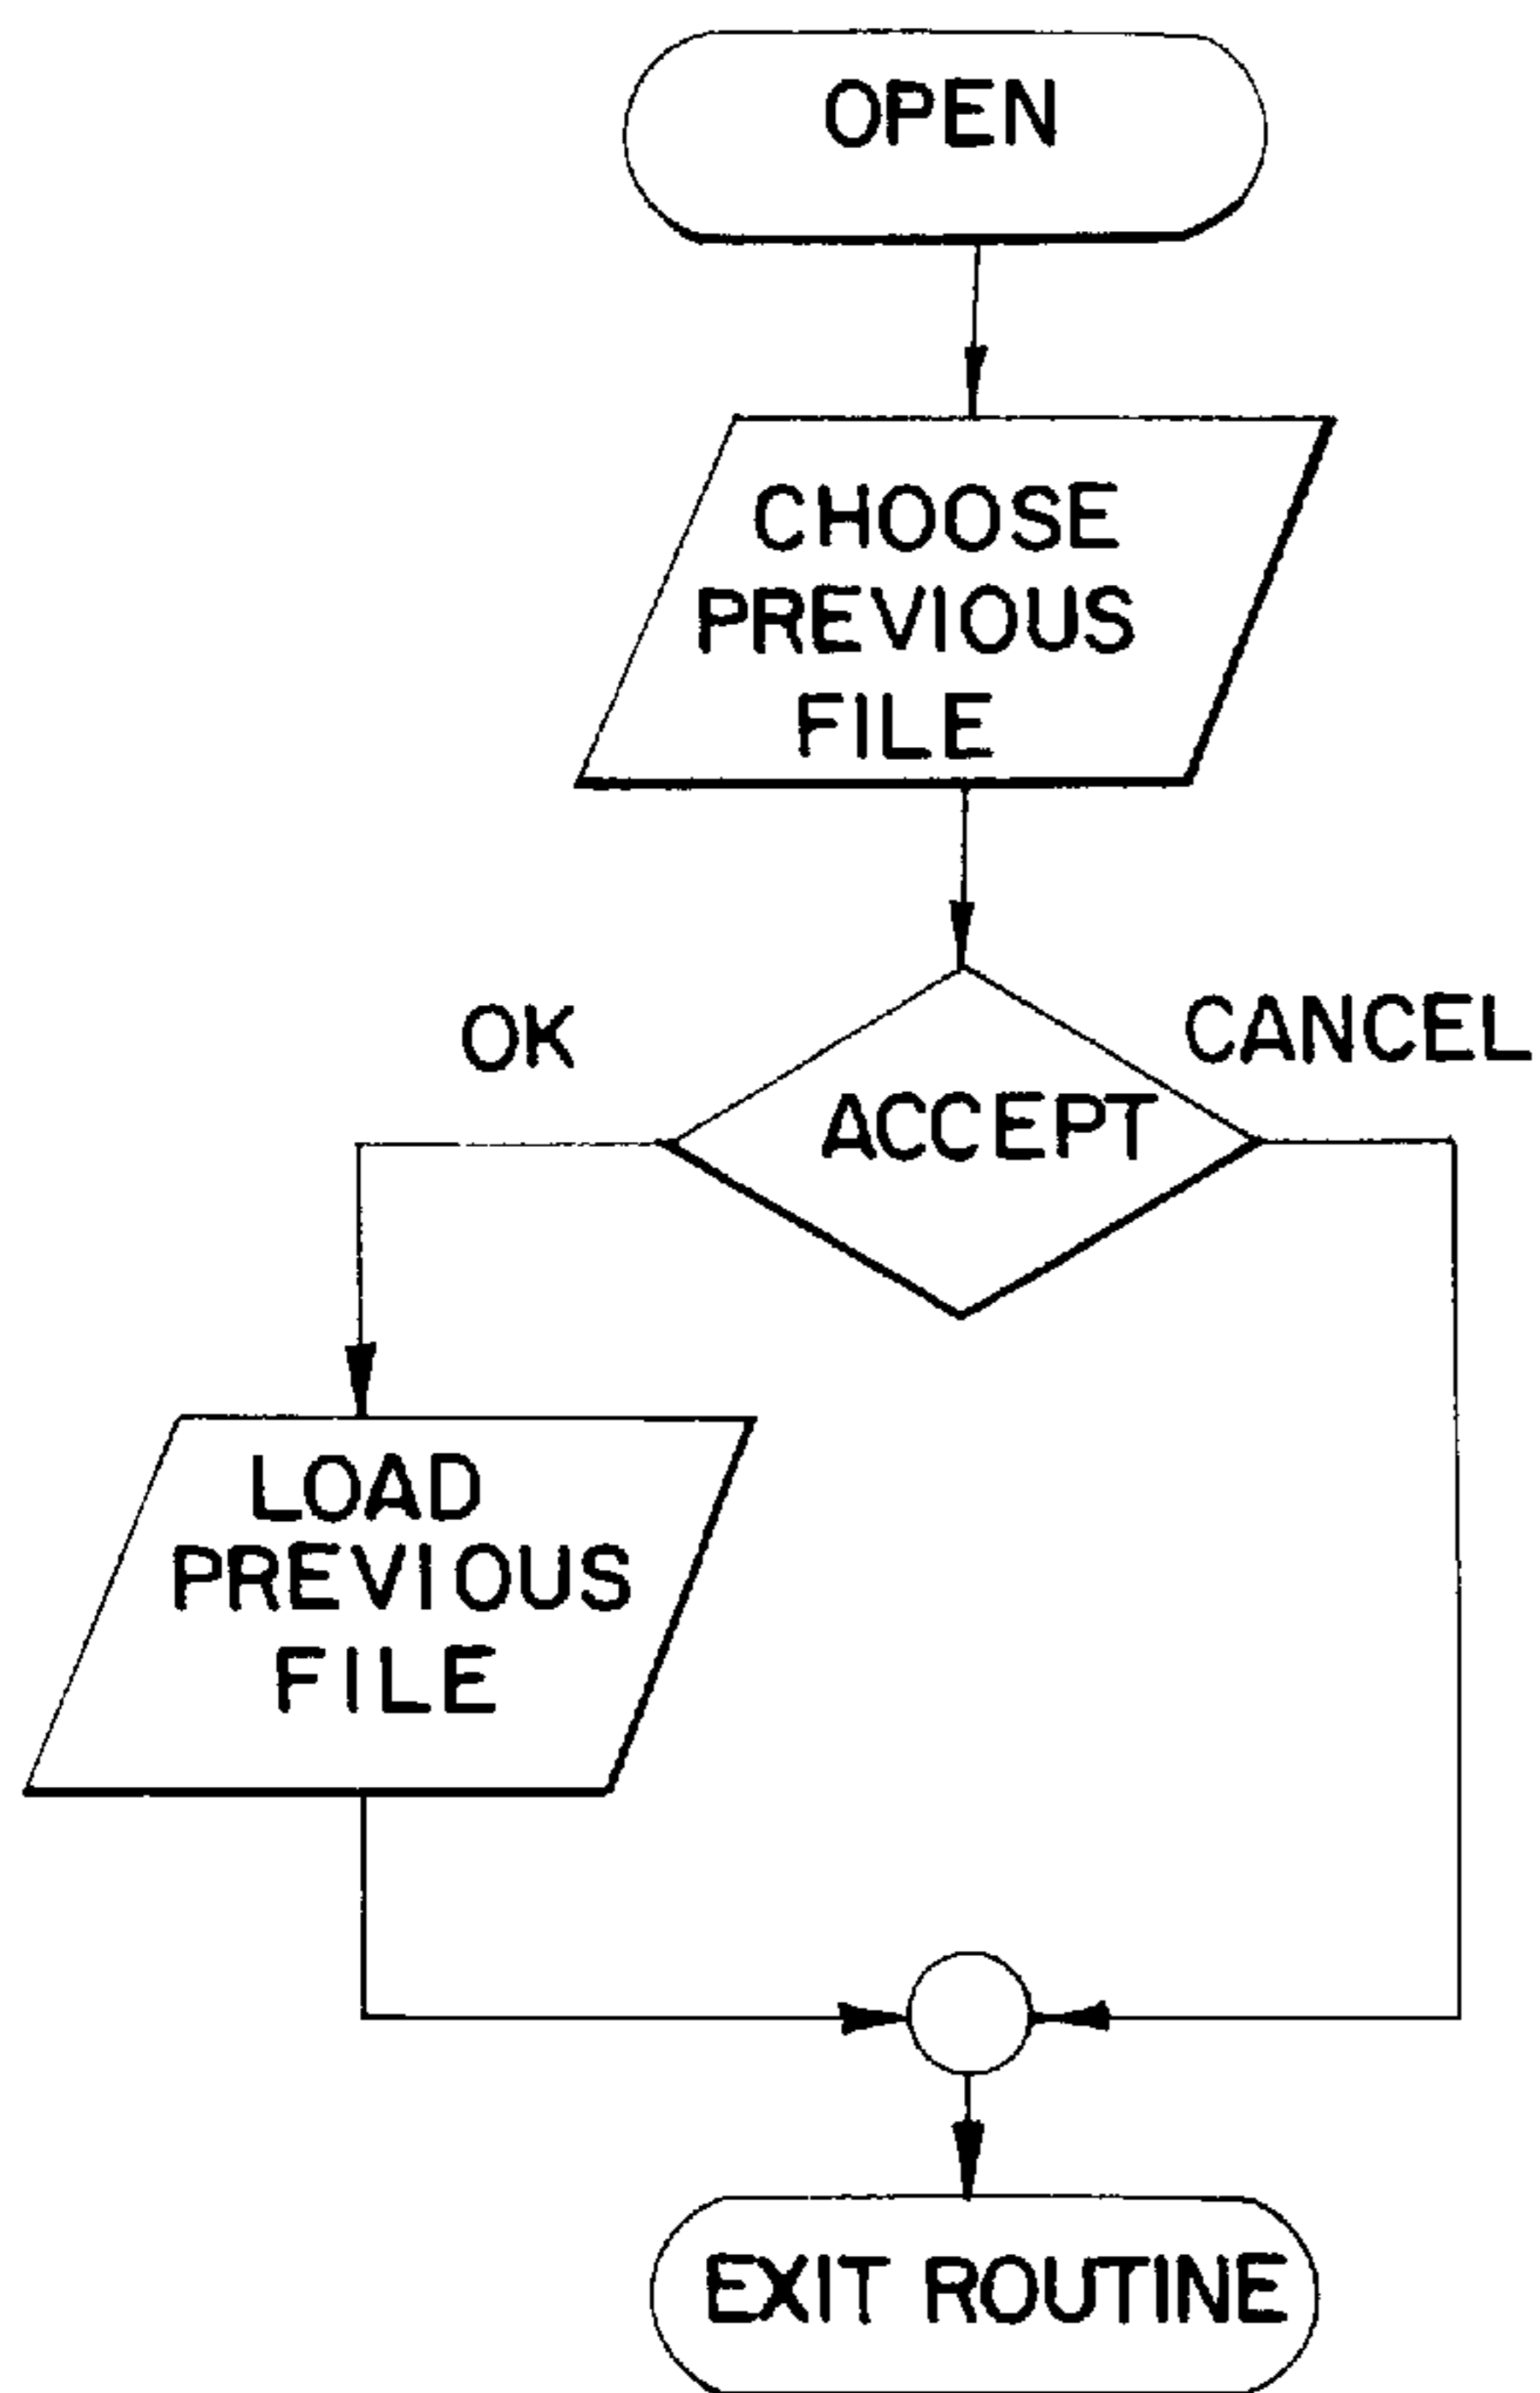 OPEN
CHOOSE
PREVIOUS
FILE
OK
CANCEL
ACCEPT
LOAD
PREVIOUS
FILE
EXIT ROUTINE